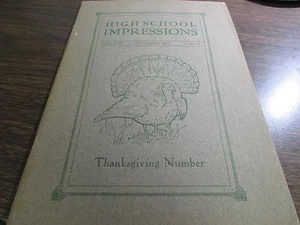 HIGH SCHOOL
IMPRESSIONS
Thanksgiving Number